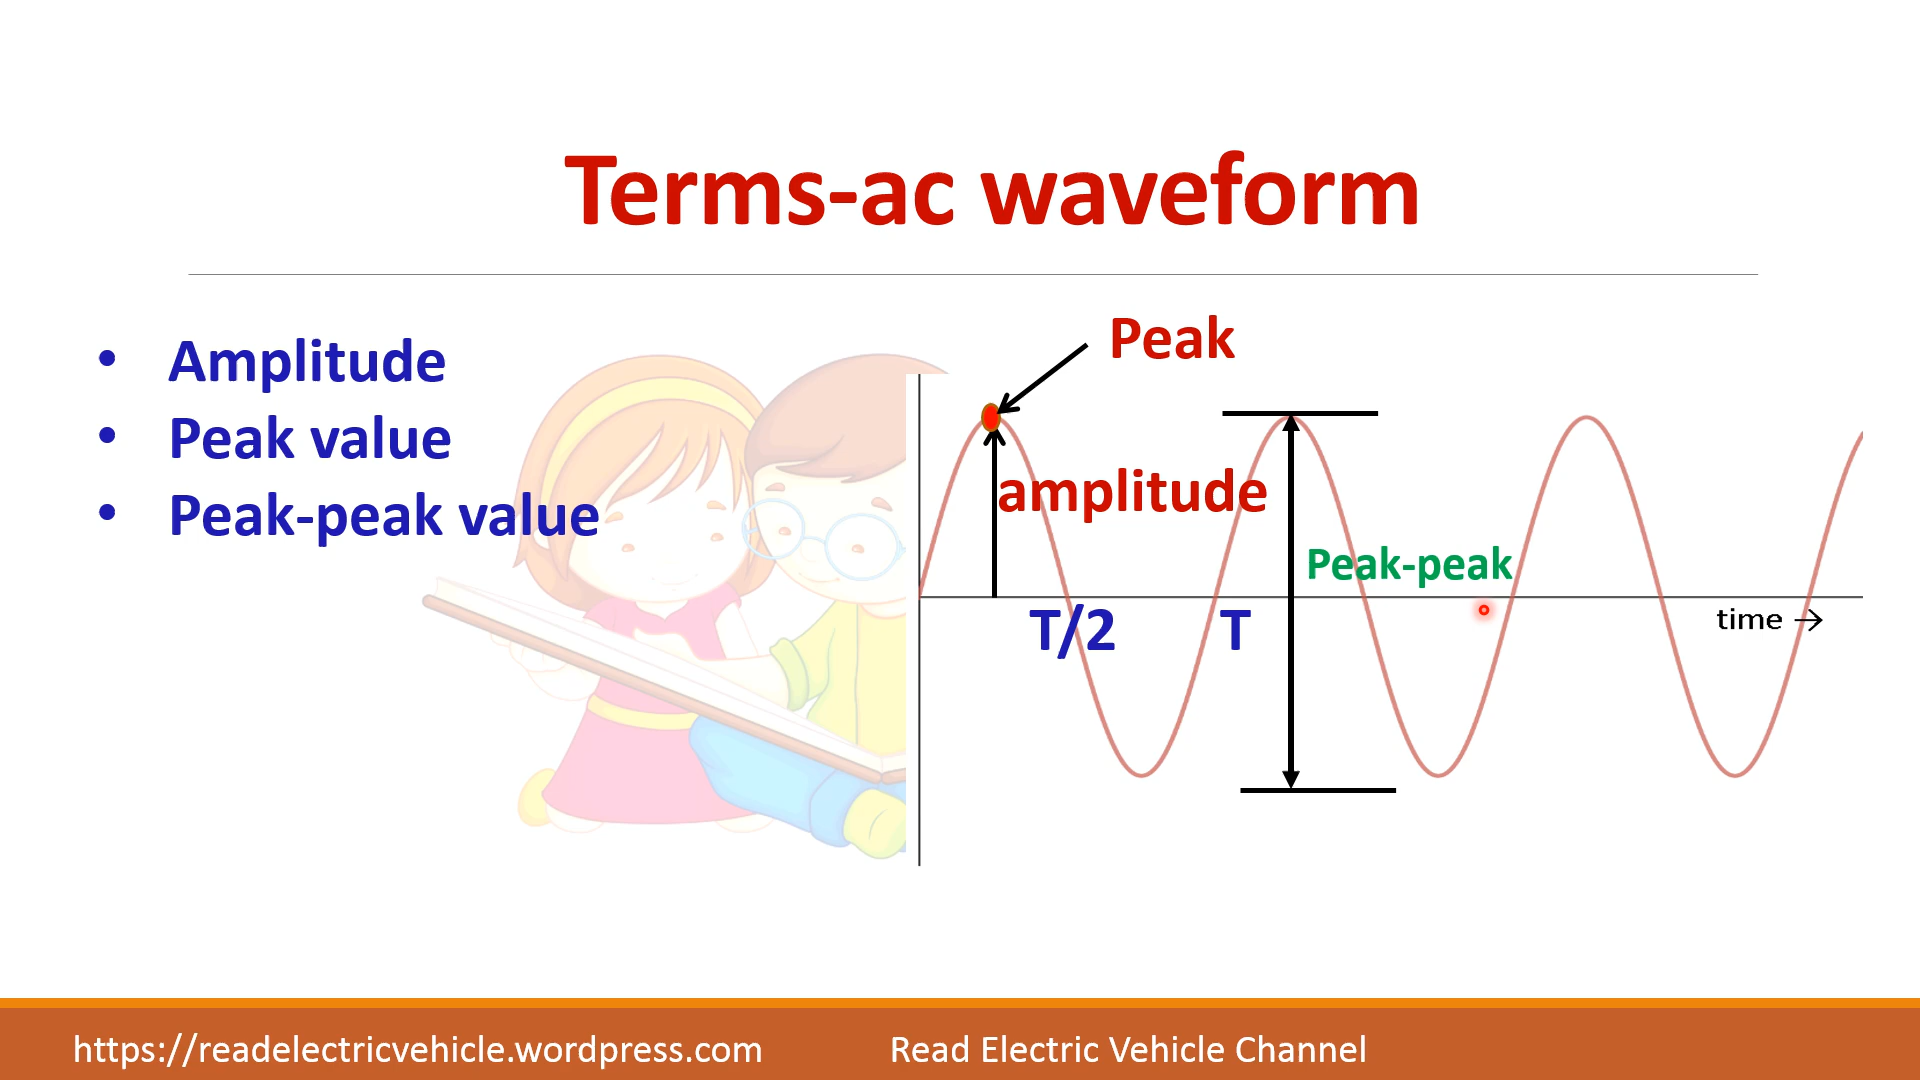 Terms-ac waveform
• Amplitude
• Peak value
• Peak-peak value
Peak
amplitude
Peak-peak
T/2
T
time →
https://readelectricvehicle.wordpress.com
Read Electric Vehicle Channel